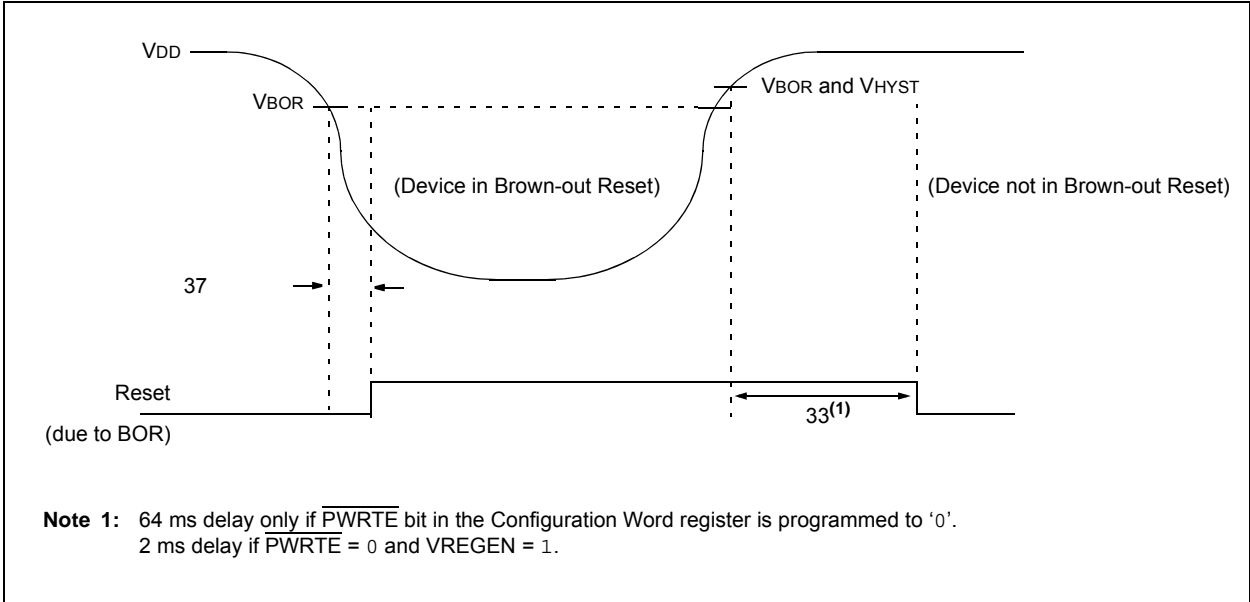 VDD
VBOR
VBOR and VHYST
(Device in Brown-out Reset)
(Device not in Brown-out Reset)
37
Reset
33(1)
(due to BOR)
Note 1: 64 ms delay only if PWRTE bit in the Configuration Word register is programmed to ‘0’.
2 ms delay if PWRTE = 0 and VREGEN = 1.